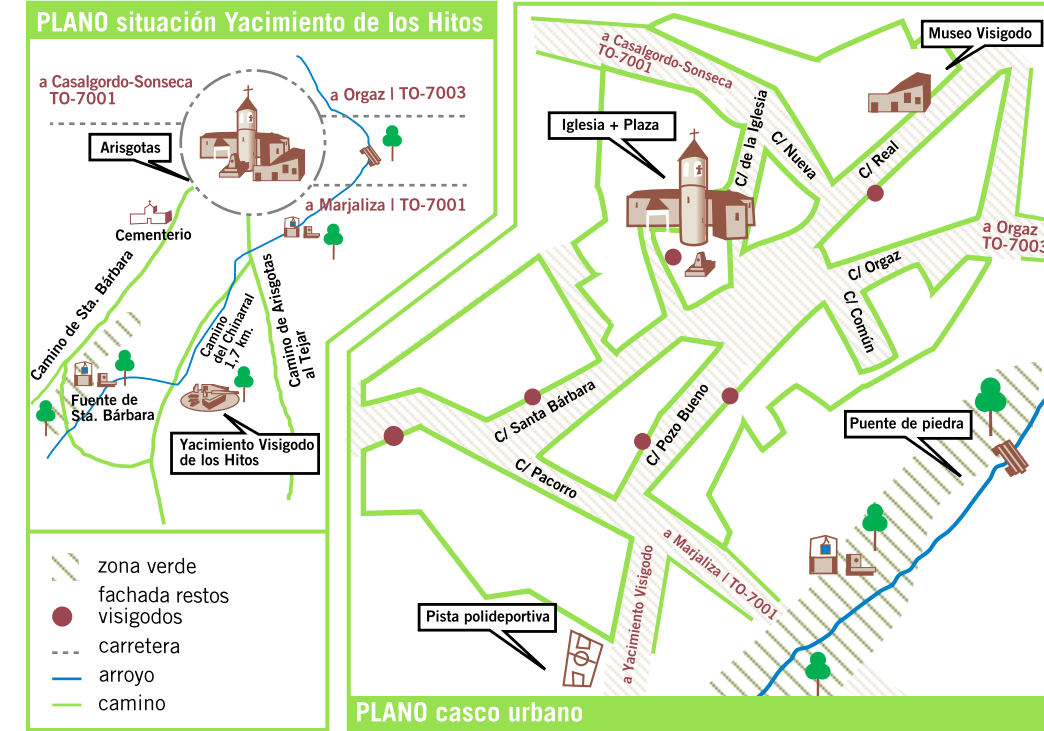 PLANO situación Yacimiento de los Hitos
a Casalgordo-Sonseca
TO-7001
a Orgaz | TO-7003
Arisgotas
a Marjaliza | TO-7001
Cementerio
Camino de Sta. Bárbara
Camino
del Chinarral
1,7 km.
Camino de Arisgotas
al Tejar
Fuente de
Sta. Bárbara
Yacimiento Visigodo
de los Hitos
zona verde
fachada restos
visigodos
carretera
arroyo
camino
a Casalgordo-Sonseca
TO-7001
Museo Visigodo
Iglesia + Plaza
C/ de la Iglesia
C/ Nueva
C/ Real
a Orgaz
TO-7003
C/ Orgaz
C/ Común
C/ Santa Bárbara
C/ Pozo Bueno
C/ Pacorro
Puente de piedra
a Marjaliza | TO-7001
a Yacimiento Visigodo
Pista polideportiva
PLANO casco urbano